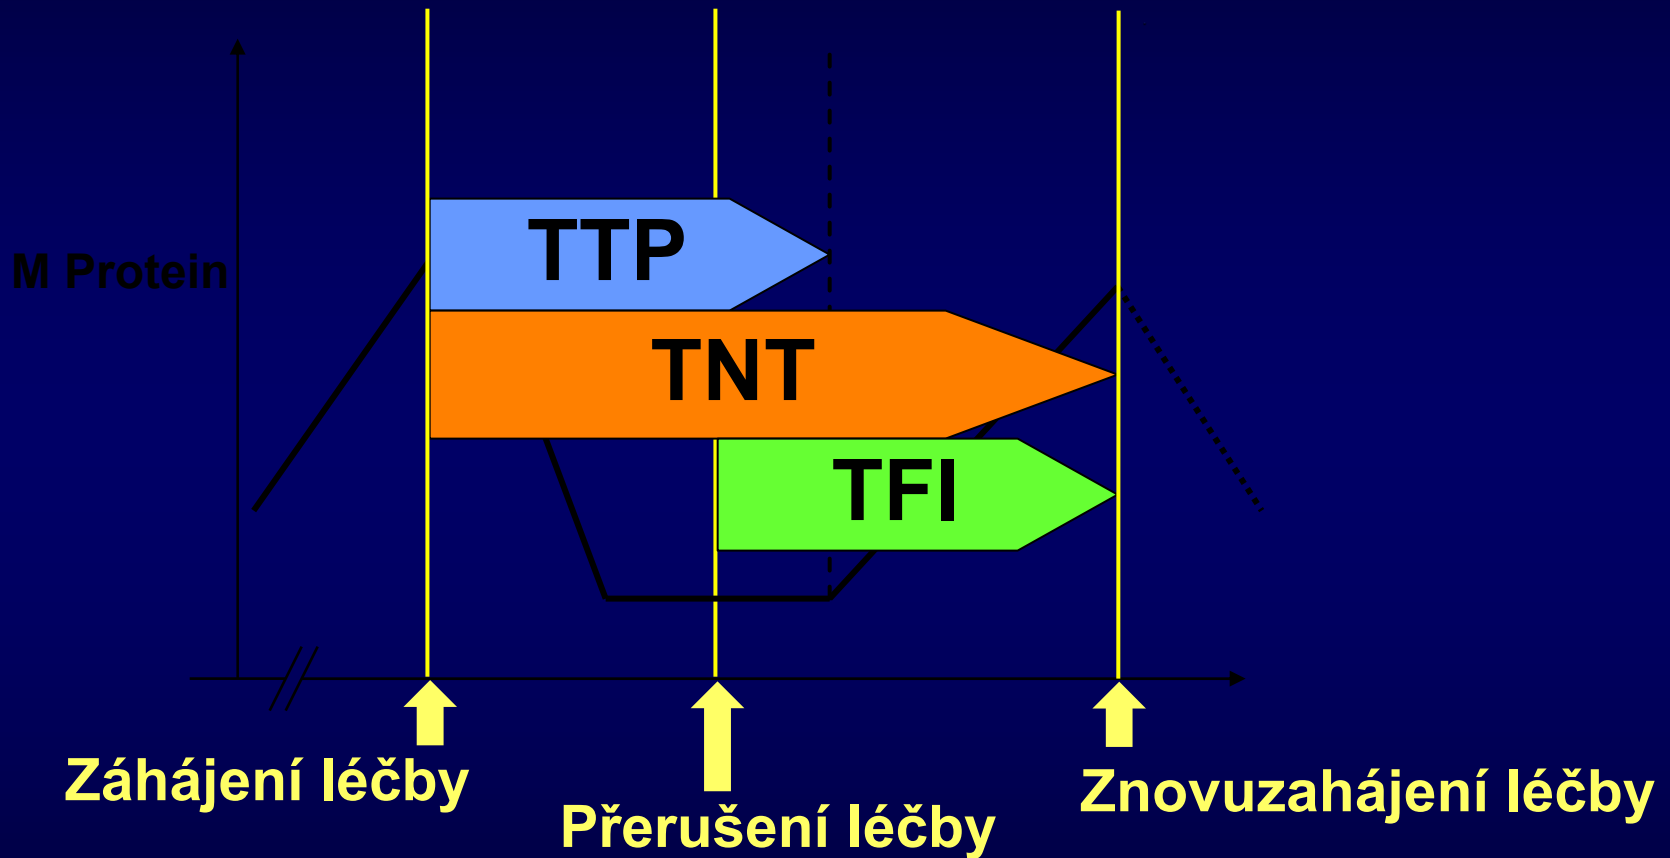 TTP
M Protein
TNT
TFI
Záhájení léčby
Přerušení léčby
Znovuzahájení léčby